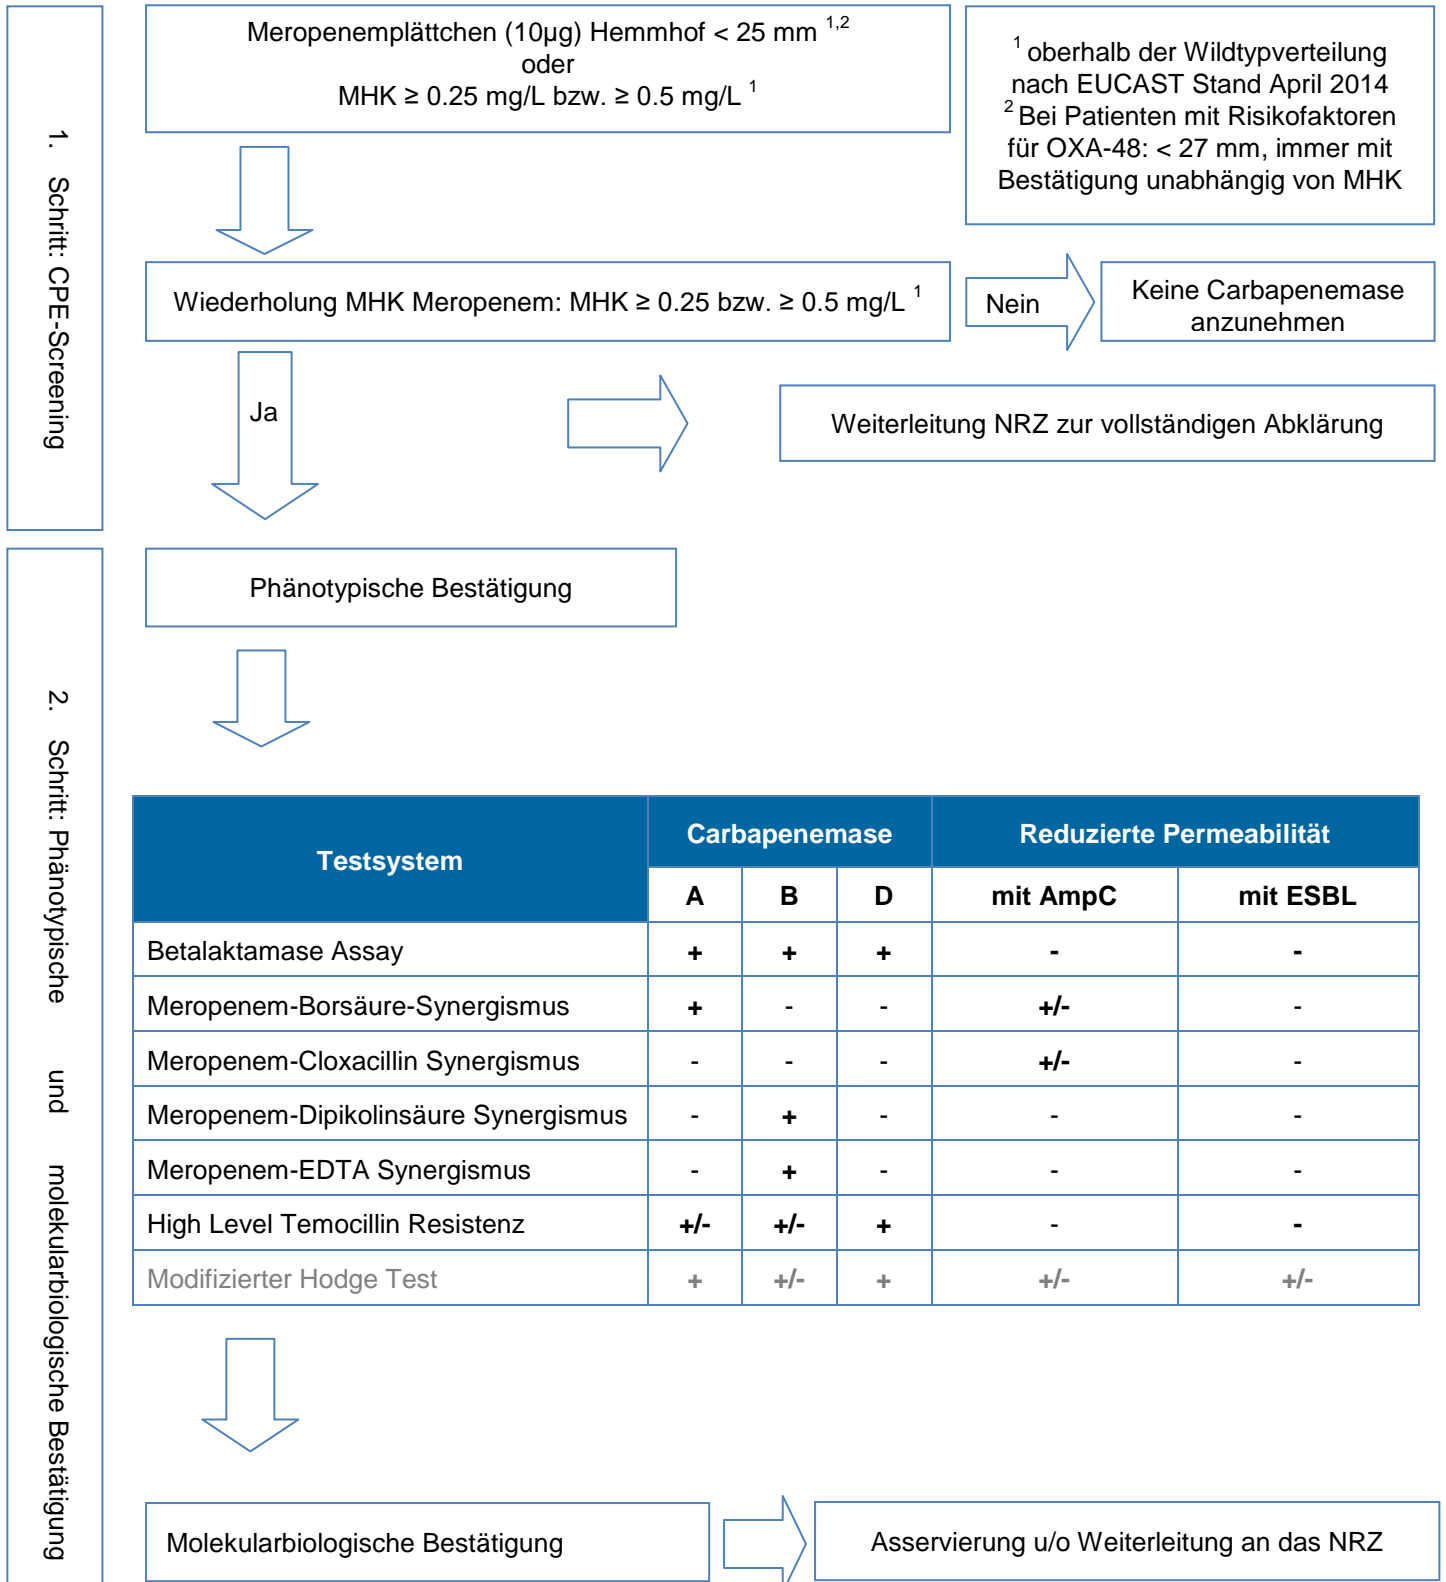 Meropenemplättchen (10µg) Hemmhof < 25 mm 1,2
oder
MHK ≥ 0.25 mg/L bzw. ≥ 0.5 mg/L 1
1 oberhalb der Wildtypverteilung
nach EUCAST Stand April 2014
2 Bei Patienten mit Risikofaktoren
für OXA-48: < 27 mm, immer mit
Bestätigung unabhängig von MHK
1. Schritt: CPE-Screening
Wiederholung MHK Meropenem: MHK ≥ 0.25 bzw. ≥ 0.5 mg/L 1
Nein
Keine Carbapenemase
anzunehmen
Ja
Weiterleitung NRZ zur vollständigen Abklärung
2. Schritt: Phänotypische und molekularbiologische Bestätigung
Phänotypische Bestätigung
Testsystem Carbapenemase Reduzierte Permeabilität
A B D mit AmpC mit ESBL
Betalaktamase Assay + + + - -
Meropenem-Borsäure-Synergismus + - - +/- -
Meropenem-Cloxacillin Synergismus - - - +/- -
Meropenem-Dipikolinsäure Synergismus - + - - -
Meropenem-EDTA Synergismus - + - - -
High Level Temocillin Resistenz +/- +/- + - -
Modifizierter Hodge Test + +/- + +/- +/-
Molekularbiologische Bestätigung
Asservierung u/o Weiterleitung an das NRZ